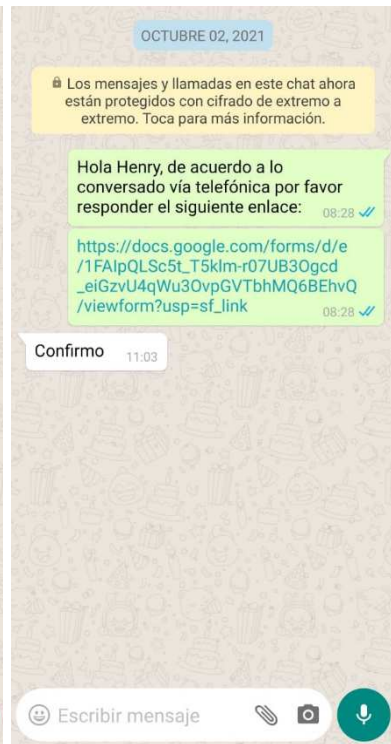 OCTUBRE 02, 2021
Los mensajes y llamadas en este chat ahora
están protegidos con cifrado de extremo a
extremo. Toca para más información.
Hola Henry, de acuerdo a lo
conversado vía telefónica por favor
responder el siguiente enlace:
08:28
https://docs.google.com/forms/d/e
/1FAIpQLSc5t_T5klm-r07UB3Ogcd
_eiGzvU4qWu3OvpGVTbhMQ6BEhvQ
/viewform?usp=sf_link
08:28
Confirmo
11:03
Escribir mensaje